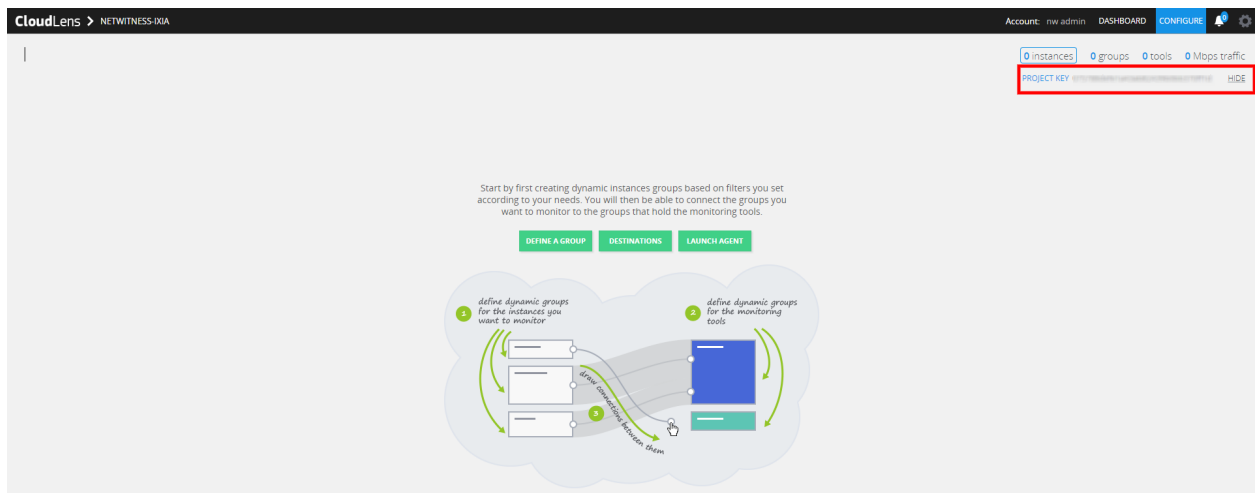 CloudLens > NETWITNESS-IXIA
Account: nw admin DASHBOARD CONFIGURE 0
0 instances 0 groups 0 tools 0 Mbps traffic
PROJECT KEY HIDE
Start by first creating dynamic instances groups based on filters you set
according to your needs. You will then be able to connect the groups you
want to monitor to the groups that hold the monitoring tools.
DEFINE A GROUP DESTINATIONS LAUNCH AGENT
1 define dynamic groups
for the instances you
want to monitor
2 define dynamic groups
for the monitoring
tools
3 draw connections between them